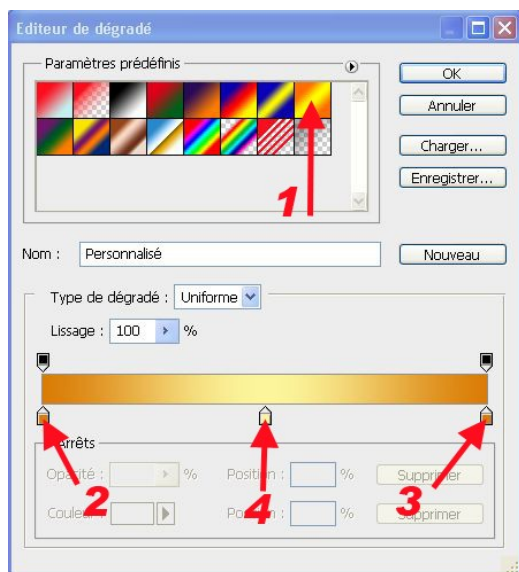 Editeur de dégradé
Paramètres prédéfinis
OK
Annuler
Charger...
Enregistrer...
1
Nom : Personnalisé
Nouveau
Type de dégradé : Uniforme
Lissage : 100 %
Arrêts
Opacité : % Position : % Supprimer
2 4 3
Couleur : Position : % Supprimer